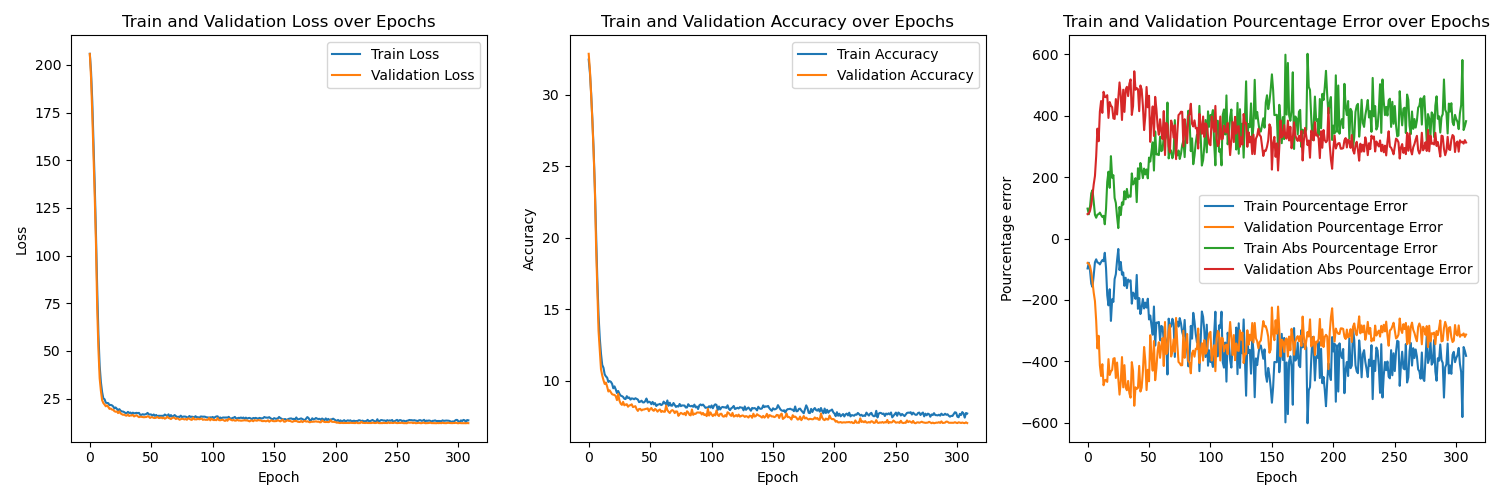 Train and Validation Loss over Epochs
Train Loss
Validation Loss
200
175
150
125
100
75
50
25
Loss
0 50 100 150 200 250 300
Epoch
Train and Validation Accuracy over Epochs
Train Accuracy
Validation Accuracy
30
25
20
15
10
Accuracy
0 50 100 150 200 250 300
Epoch
Train and Validation Pourcentage Error over Epochs
600
400
200
0
−200
−400
−600
Pourcentage error
Train Pourcentage Error
Validation Pourcentage Error
Train Abs Pourcentage Error
Validation Abs Pourcentage Error
0 50 100 150 200 250 300
Epoch